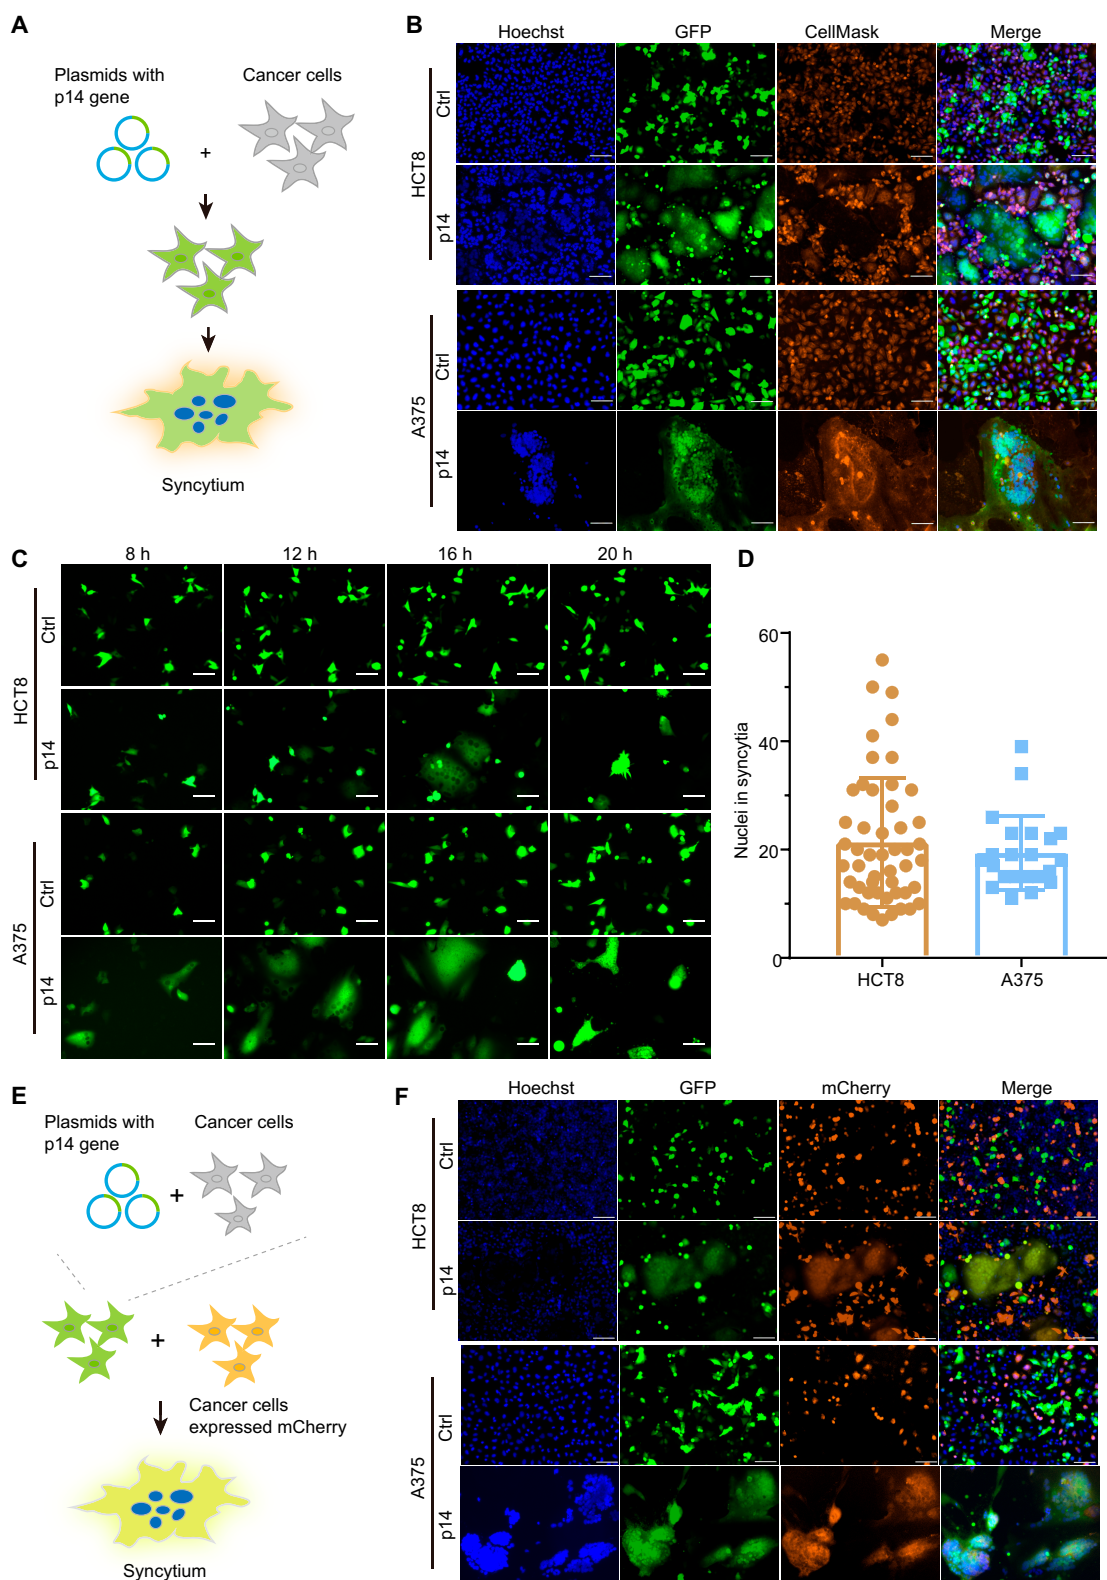 A
Plasmids with
p14 gene
Cancer cells
+
Syncytium
B
Hoechst
GFP
CellMask
Merge
HCT8
Ctrl
p14
A375
Ctrl
p14
C
8 h
12 h
16 h
20 h
HCT8
Ctrl
p14
A375
Ctrl
p14
D
Nuclei in syncytia
60
40
20
0
HCT8
A375
E
Plasmids with
p14 gene
Cancer cells
+
+
Cancer cells
expressed mCherry
Syncytium
F
Hoechst
GFP
mCherry
Merge
HCT8
Ctrl
p14
A375
Ctrl
p14